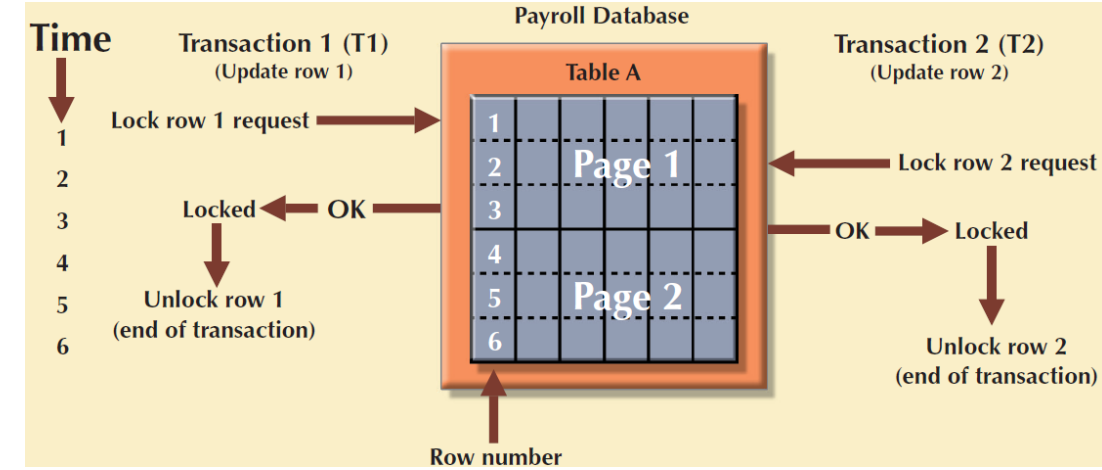 Payroll Database
Time
Transaction 1 (T1)
(Update row 1)
Transaction 2 (T2)
(Update row 2)
Table A
Lock row 1 request
1
2
3
4
5
6
Page 1
Page 2
Lock row 2 request
Locked
OK
OK
Locked
1
2
3
4
5
6
Unlock row 1
(end of transaction)
Unlock row 2
(end of transaction)
Row number